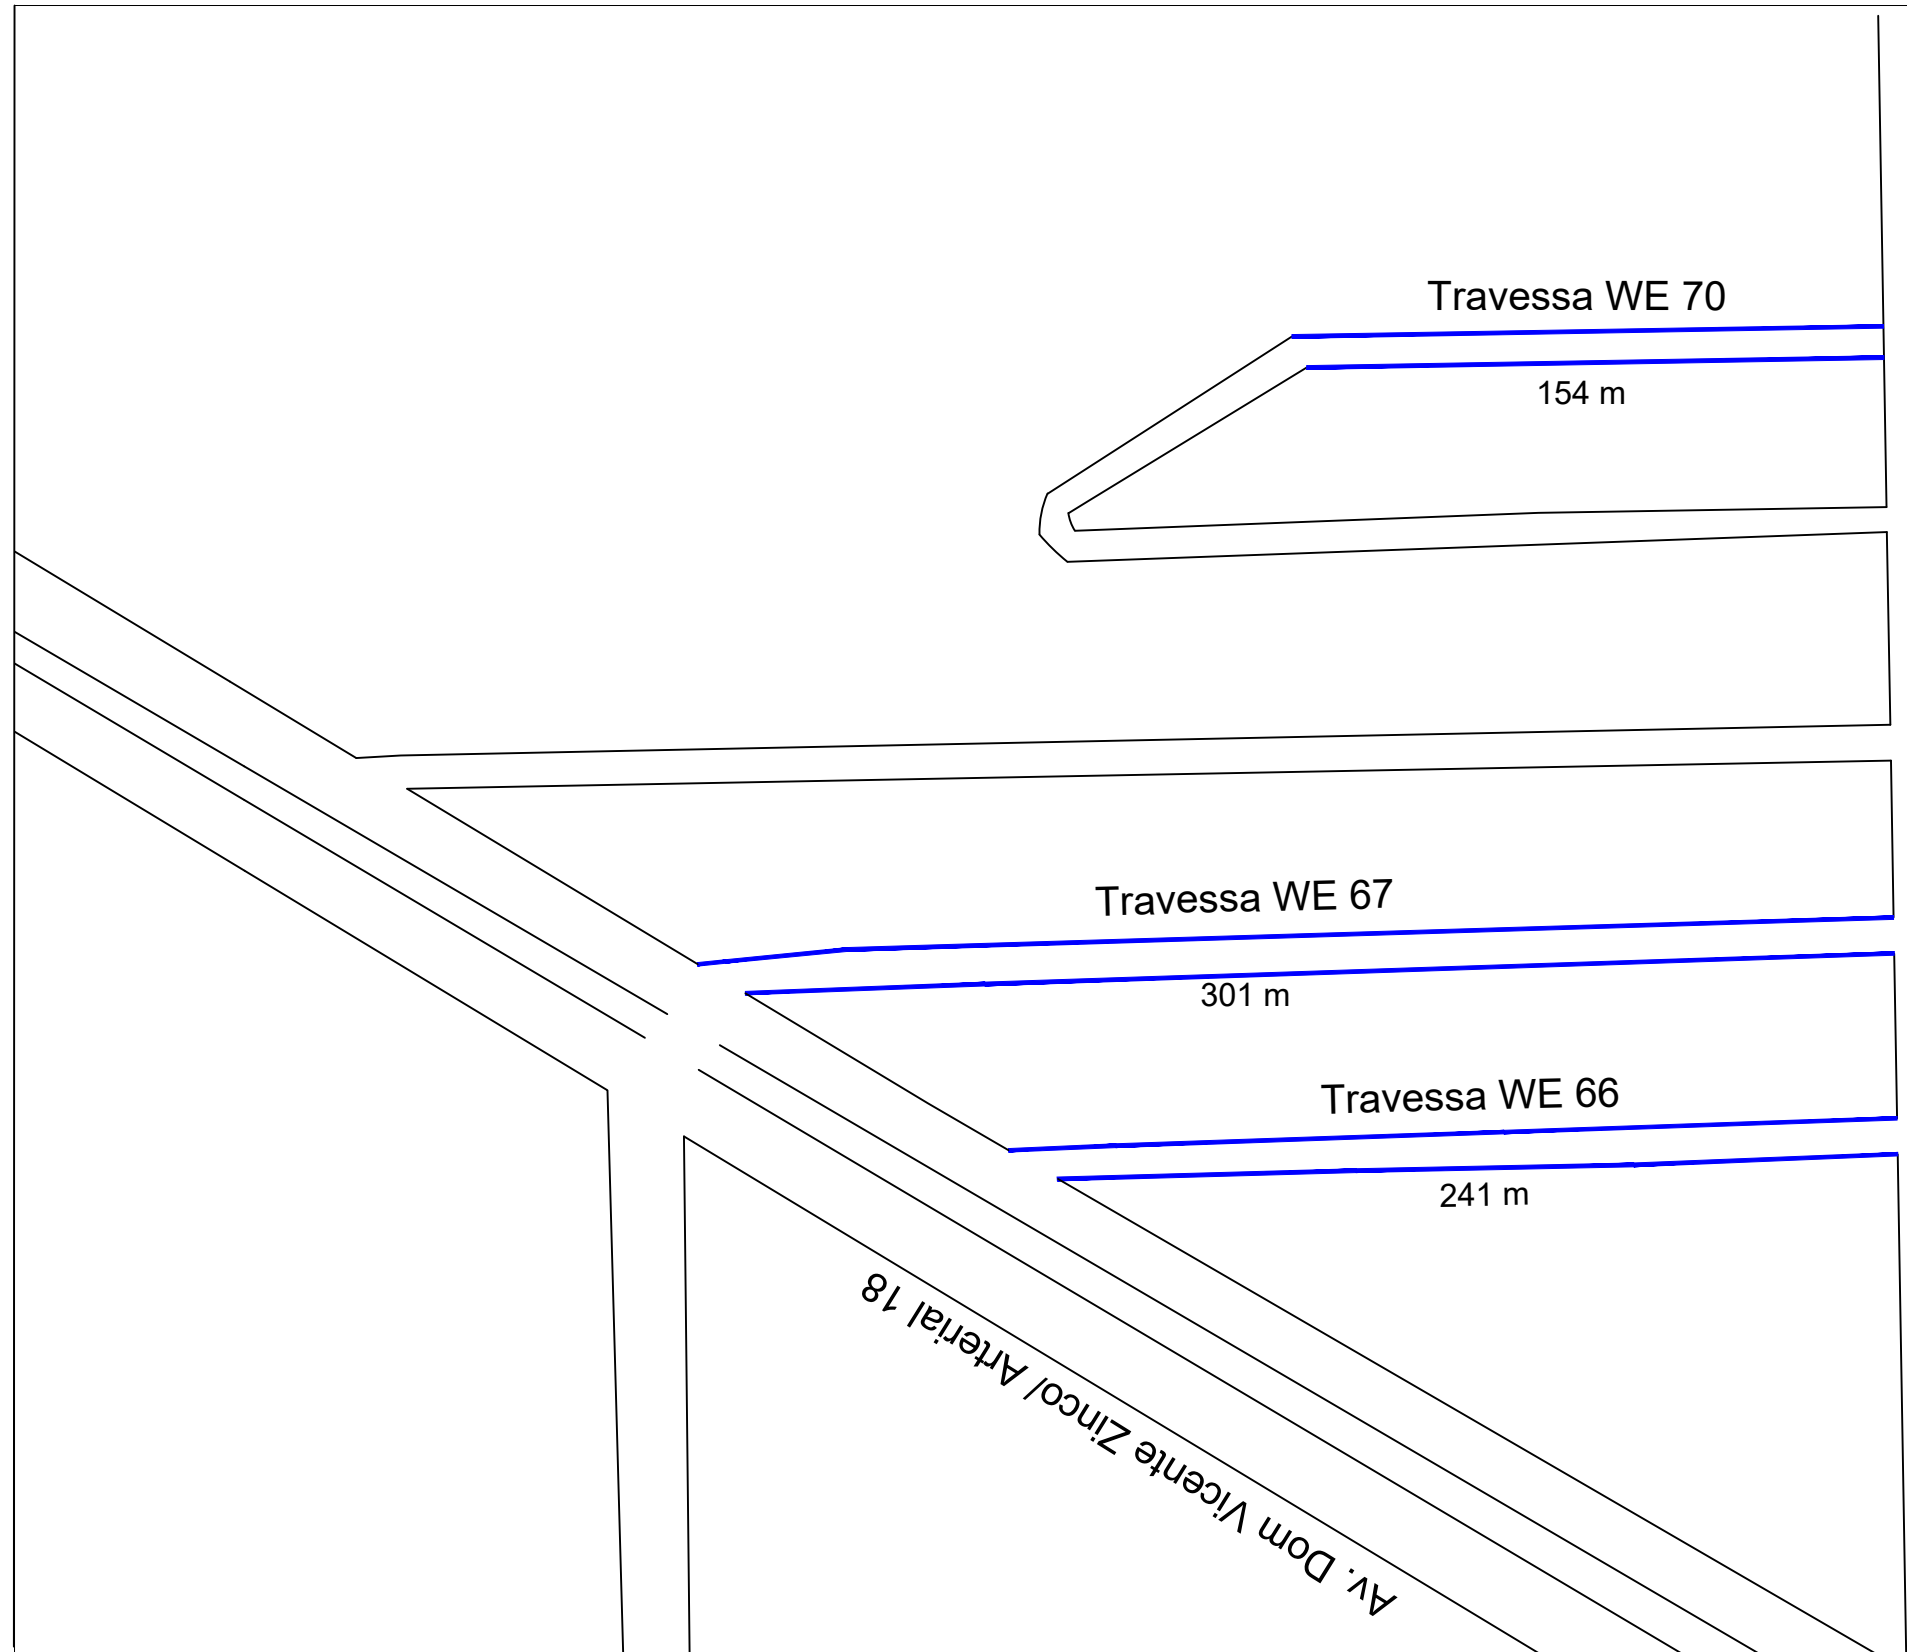 Travessa WE 70
154 m
Travessa WE 67
301 m
Travessa WE 66
241 m
Av. Dom Vicente Zinco/ Arterial 18